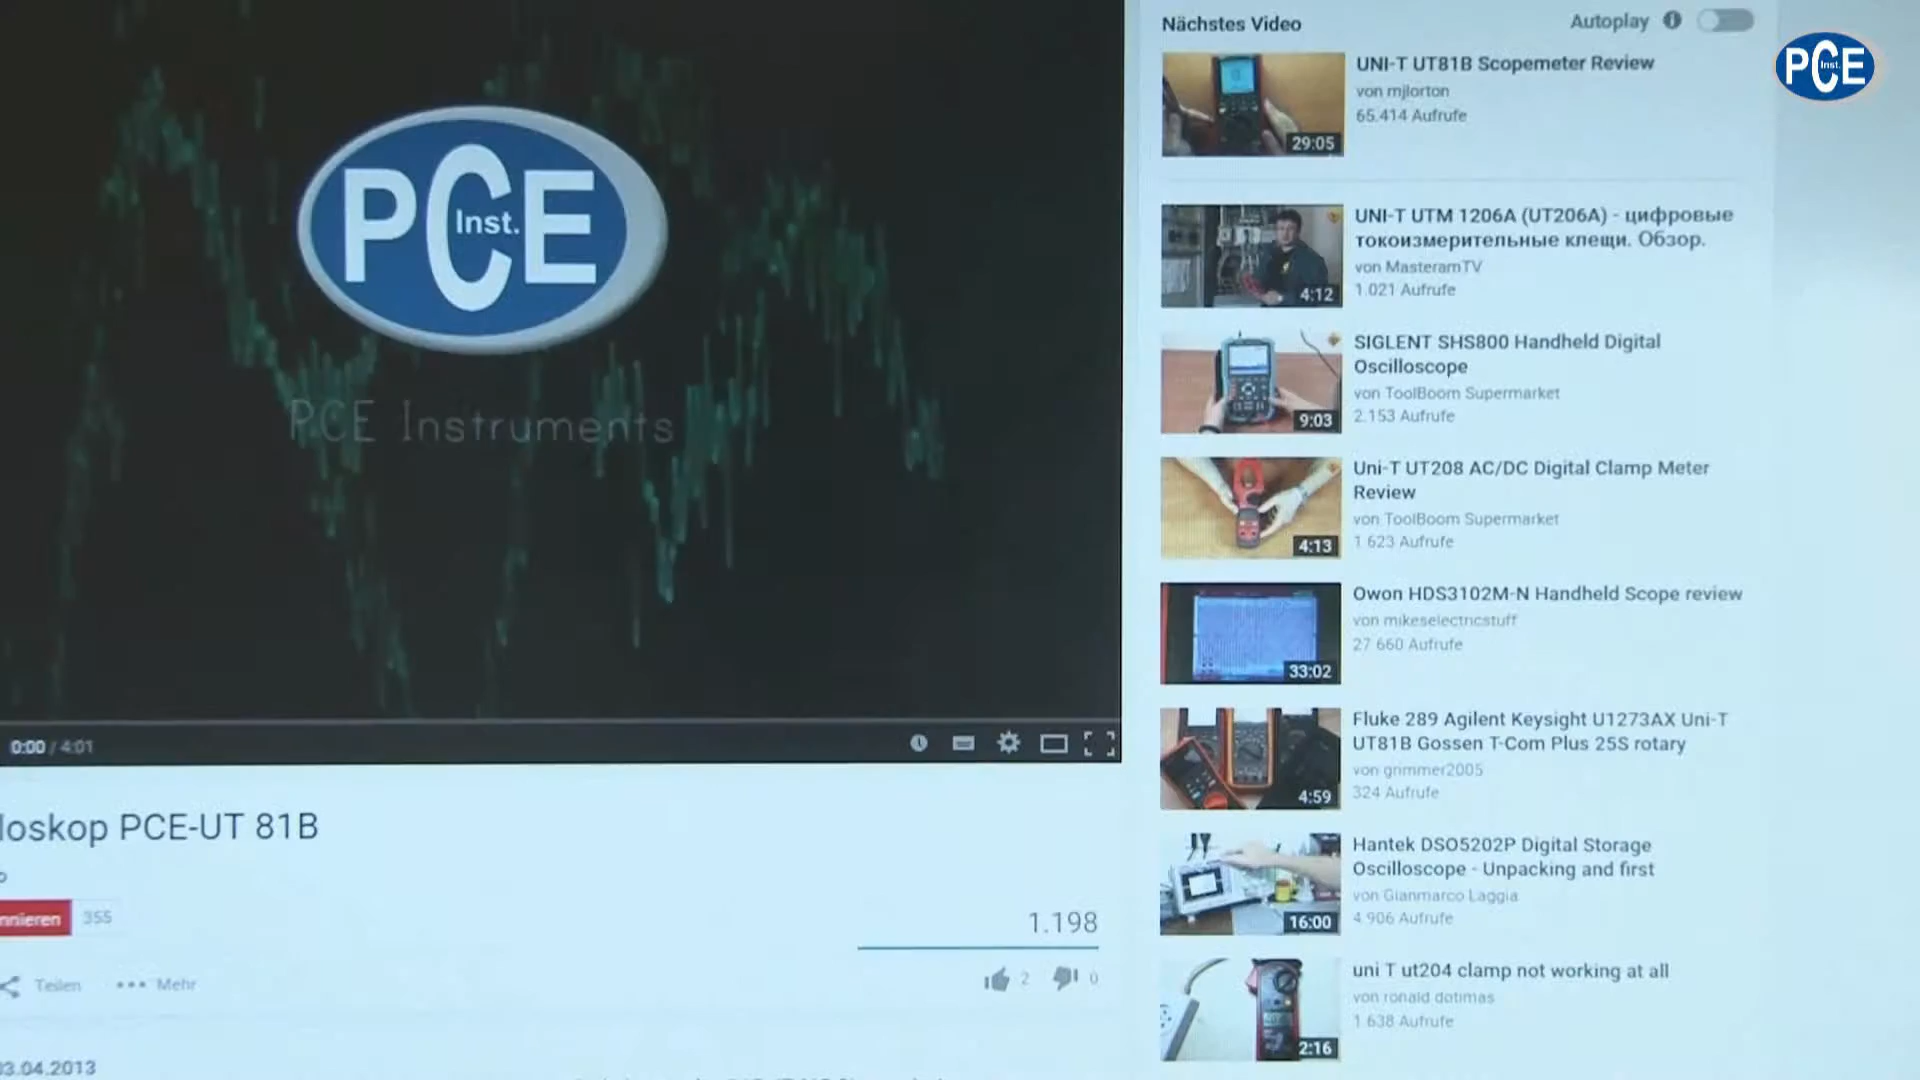 PCE
Inst.
PCE Instruments
0:00 / 4:01
loskop PCE-UT 81B
nnieren 355
Teilen
Mehr
1.198
2
0
03.04.2013
Nächstes Video
Autoplay
PCE
Inst.
UNI-T UT81B Scopemeter Review
von mjlorton
65.414 Aufrufe
29:05
UNI-T UTM 1206A (UT206A) - цифровые
токоизмерительные клещи. Обзор.
von MasteramTV
1.021 Aufrufe
4:12
SIGLENT SHS800 Handheld Digital
Oscilloscope
von ToolBoom Supermarket
2.153 Aufrufe
9:03
Uni-T UT208 AC/DC Digital Clamp Meter
Review
von ToolBoom Supermarket
1.623 Aufrufe
4:13
Owon HDS3102M-N Handheld Scope review
von mikeselectricstuff
27.660 Aufrufe
33:02
Fluke 289 Agilent Keysight U1273AX Uni-T
UT81B Gossen T-Com Plus 25S rotary
von grimmer2005
324 Aufrufe
4:59
Hantek DSO5202P Digital Storage
Oscilloscope - Unpacking and first
von Gianmarco Laggia
4.906 Aufrufe
16:00
uni T ut204 clamp not working at all
von ronald dotimas
1.638 Aufrufe
2:16